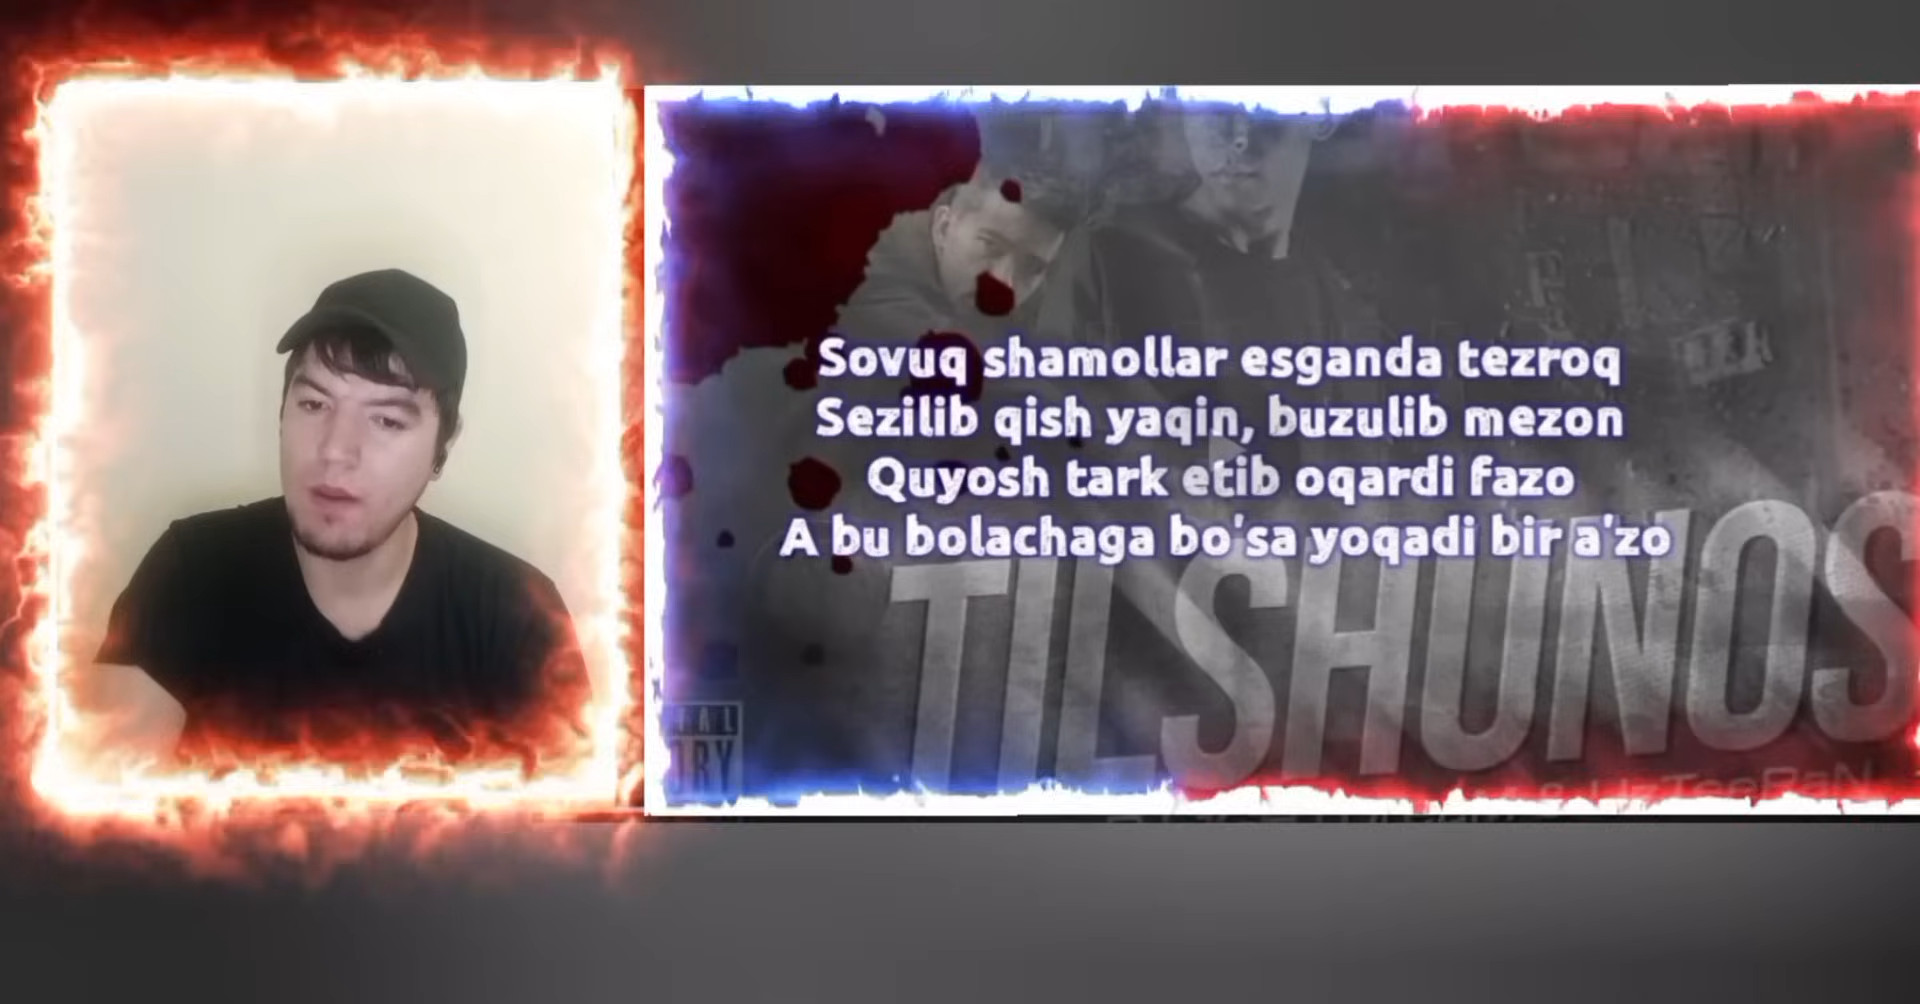 Sovuq shamollar esganda tezroq
Sezilib qish yaqin, buzulib mezon
Quyosh tark etib oqardi fazo
A bu bolachaga bo'sa yoqadi bir a'zo
TILSHUNOS
UzTeePaN